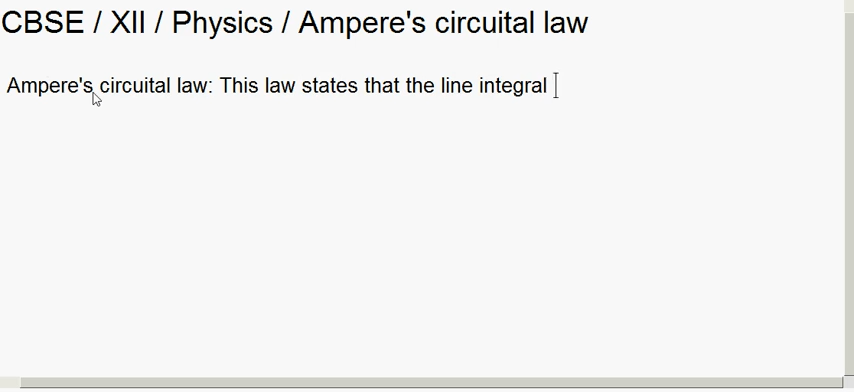 CBSE / XII / Physics / Ampere's circuital law
Ampere's circuital law: This law states that the line integral